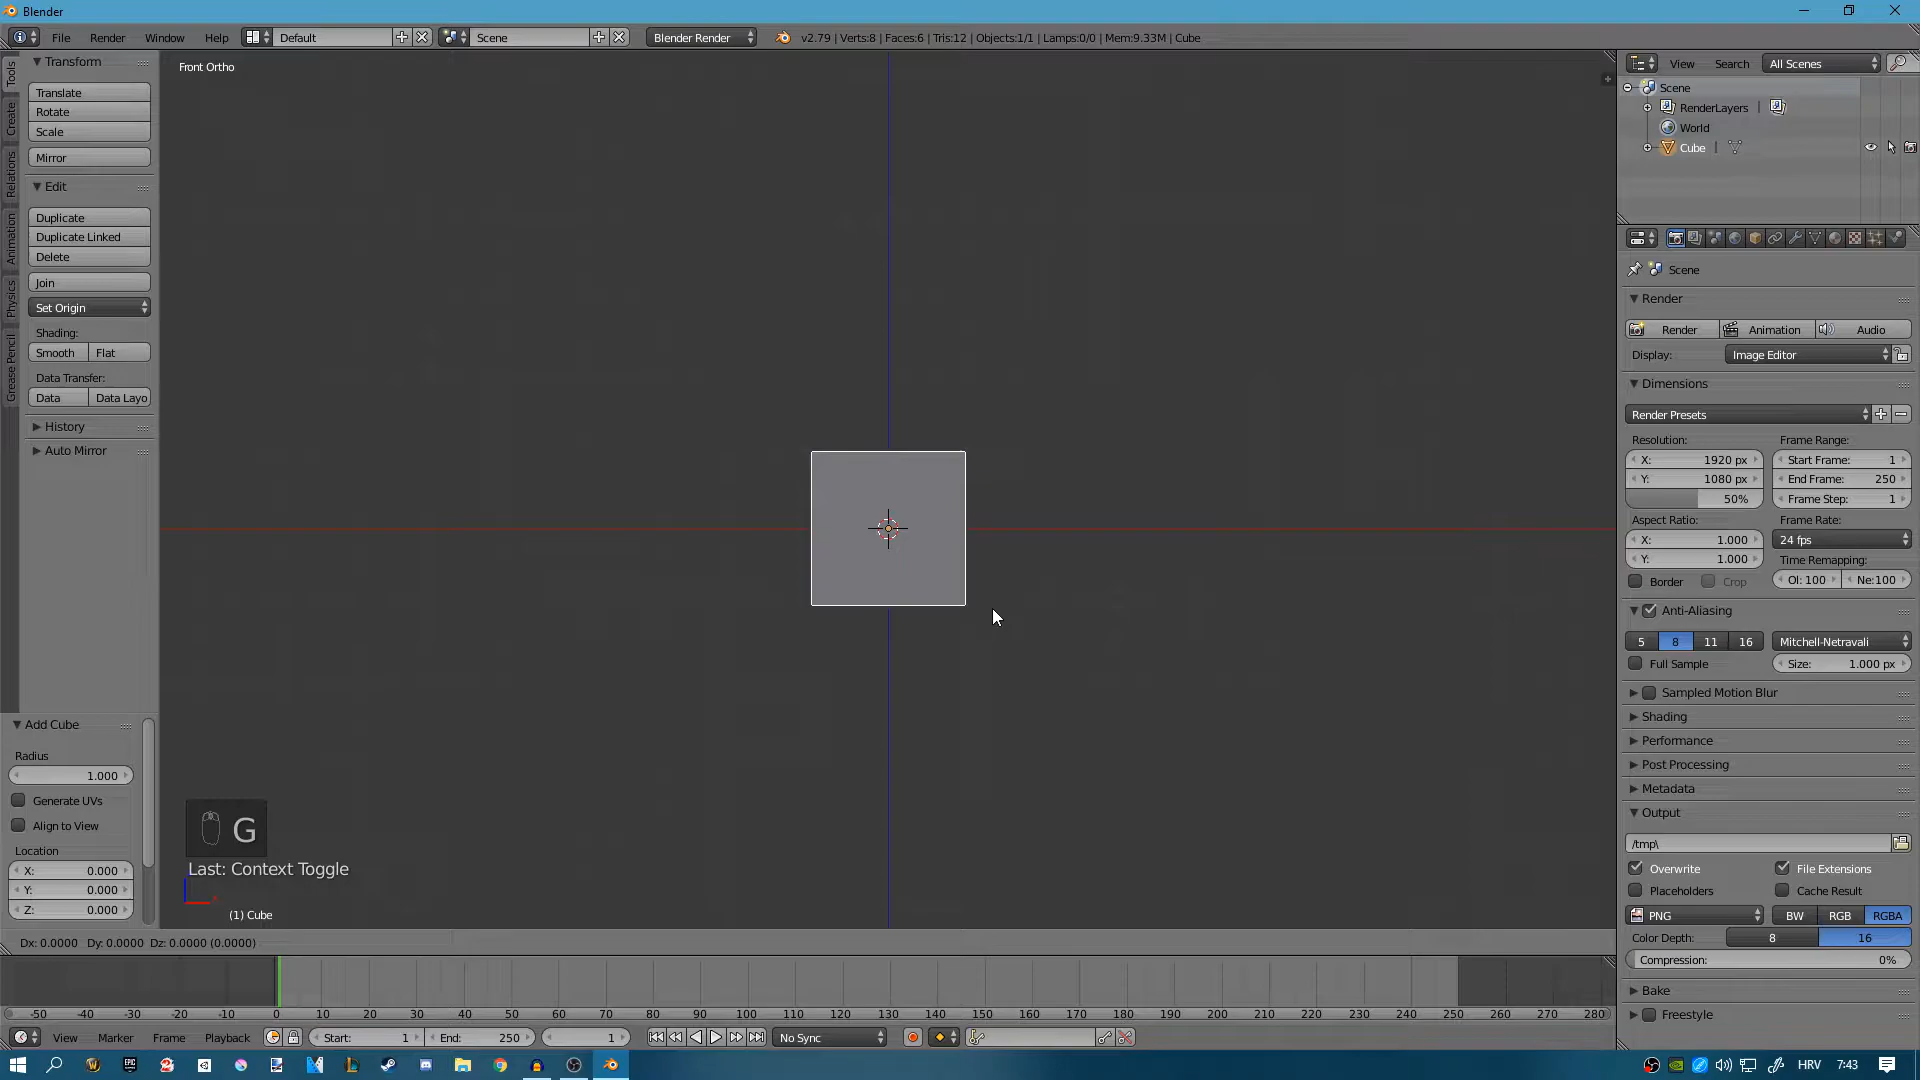 Blender
File Render Window Help Default Scene Blender Render v2.79 | Verts:8 | Faces:6 | Tris:12 | Objects:1/1 | Lamps:0/0 | Mem:9.33M | Cube
Tools
Create
Relations
Animation
Physics
Grease Pencil
Transform
Translate
Rotate
Scale
Mirror
Edit
Duplicate
Duplicate Linked
Delete
Join
Set Origin
Shading:
Smooth Flat
Data Transfer:
Data Data Layo
History
Auto Mirror
Add Cube
Radius
1.000
Generate UVs
Align to View
Location
X: 0.000
Y: 0.000
Z: 0.000
Front Ortho
G
Last: Context Toggle
(1) Cube
Dx: 0.0000 Dy: 0.0000 Dz: 0.0000 (0.0000)
View Search All Scenes
Scene
RenderLayers |
World
Cube |
Scene
Render
Render Animation Audio
Display: Image Editor
Dimensions
Render Presets
Resolution: Frame Range:
X: 1920 px Start Frame: 1
Y: 1080 px End Frame: 250
50% Frame Step: 1
Aspect Ratio: Frame Rate:
X: 1.000 24 fps
Y: 1.000 Time Remapping:
Border Crop Ol: 100 Ne:100
Anti-Aliasing
5 8 11 16 Mitchell-Netravali
Full Sample Size: 1.000 px
Sampled Motion Blur
Shading
Performance
Post Processing
Metadata
Output
/tmp\
Overwrite File Extensions
Placeholders Cache Result
PNG BW RGB RGBA
Color Depth: 8 16
Compression: 0%
Bake
Freestyle
-50 -40 -30 -20 -10 0 10 20 30 40 50 60 70 80 90 100 110 120 130 140 150 160 170 180 190 200 210 220 230 240 250 260 270 280
View Marker Frame Playback Start: 1 End: 250 1 No Sync
HRV 7:43